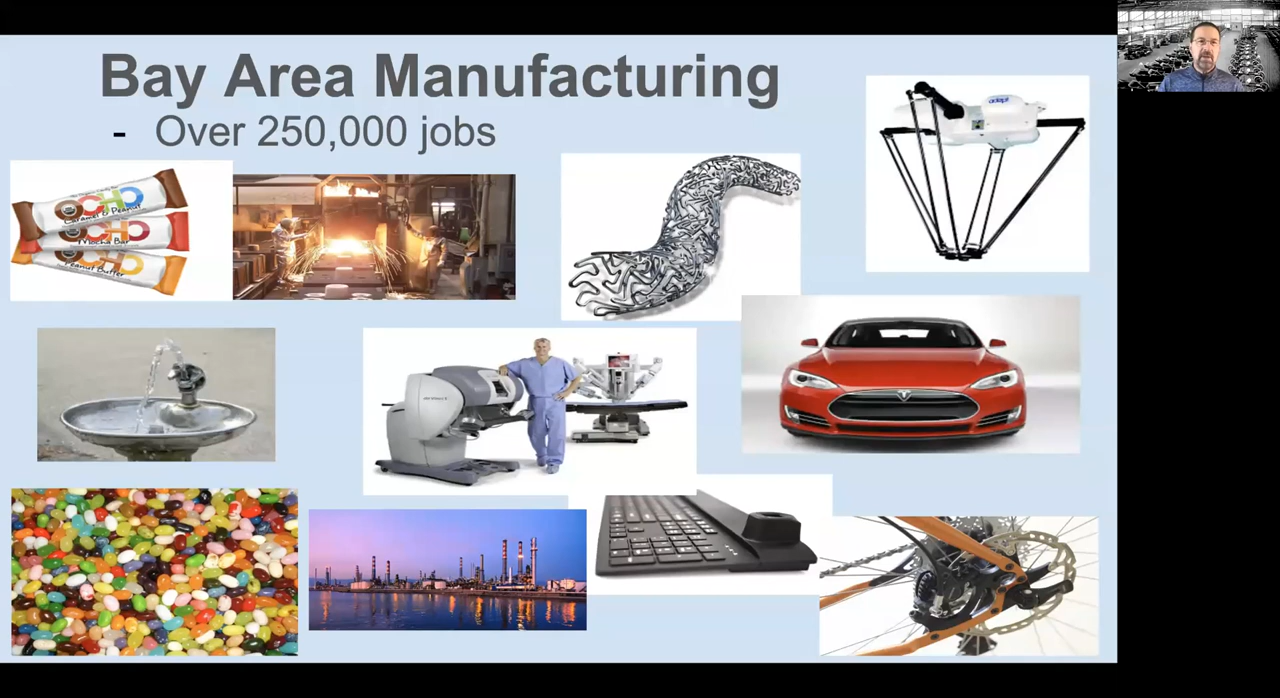 Bay Area Manufacturing
- Over 250,000 jobs
adept
OCHO
Caramel & Peanut
OCHO
Mocha Bar
OCHO
Peanut Butter